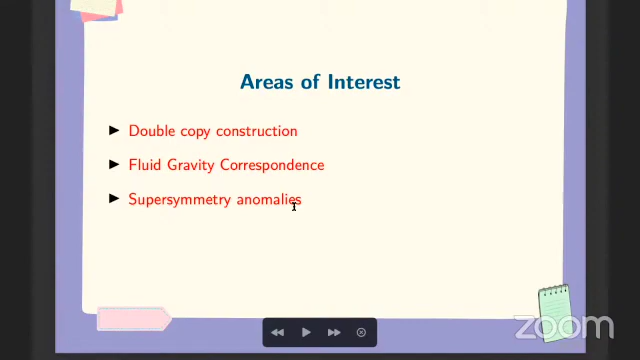 Areas of Interest
Double copy construction
Fluid Gravity Correspondence
Supersymmetry anomalies
zoom